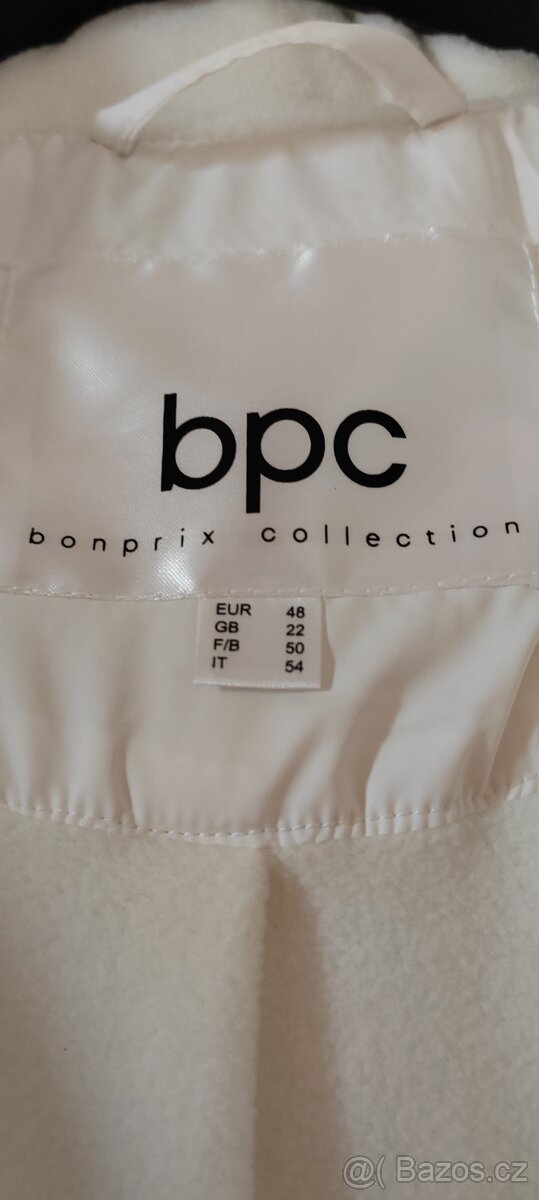 bpc
bonprix collection
EUR 48
GB 22
F/B 50
IT 54
@( Bazos.cz